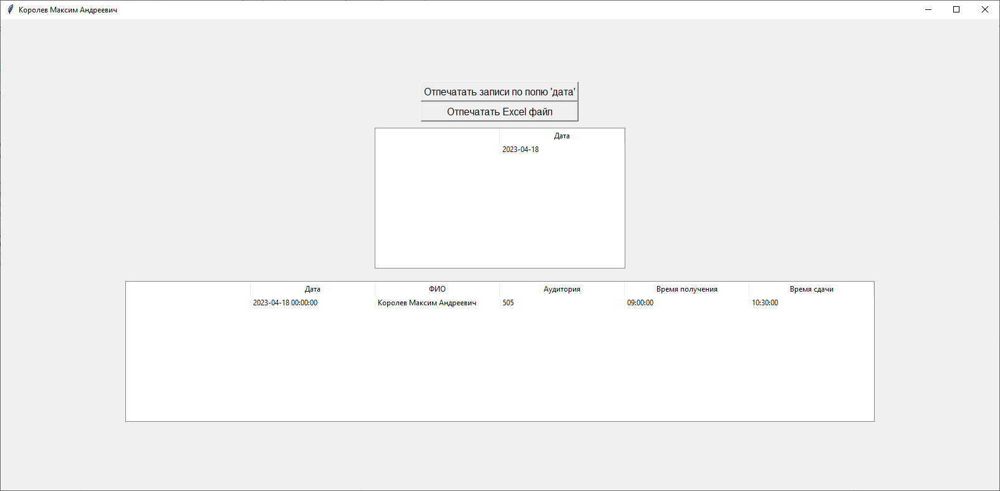 Королев Максим Андреевич
Отпечатать записи по полю 'дата'
Отпечатать Excel файл
Дата
2023-04-18
Дата ФИО Аудитория Время получения Время сдачи
2023-04-18 00:00:00 Королев Максим Андреевич 505 09:00:00 10:30:00